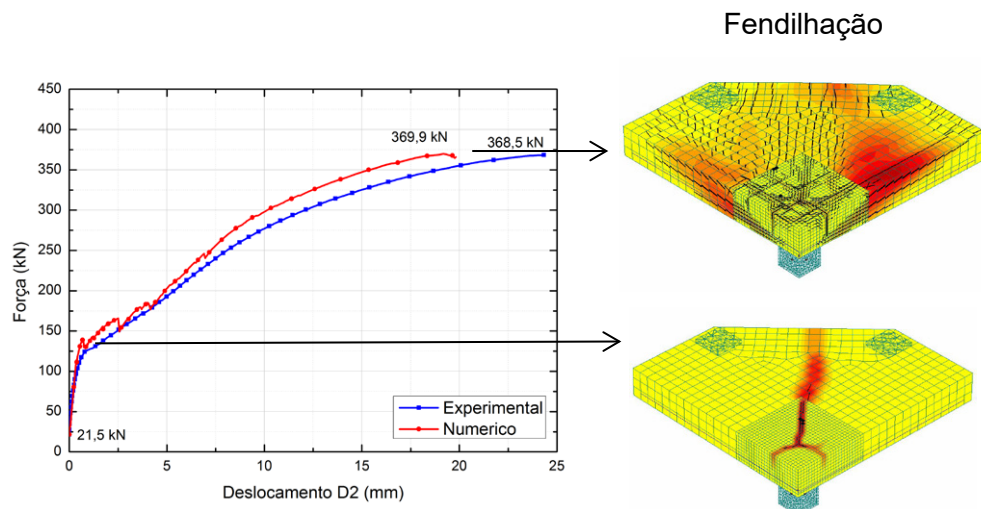 Fendilhação
450
400
350
300
250
200
150
100
50
0
Força (kN)
369,9 kN
368,5 kN
21,5 kN
Experimental
Numerico
0
5
10
15
20
25
Deslocamento D2 (mm)